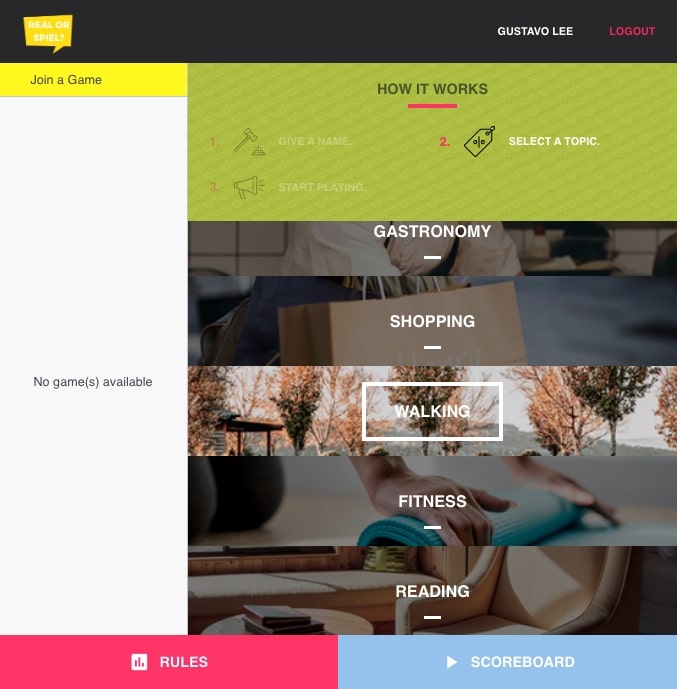 REAL OR
SPIEL?
GUSTAVO LEE
LOGOUT
Join a Game
No game(s) available
HOW IT WORKS
1. GIVE A NAME.
2. SELECT A TOPIC.
3. START PLAYING.
GASTRONOMY
SHOPPING
WALKING
FITNESS
READING
RULES
SCOREBOARD